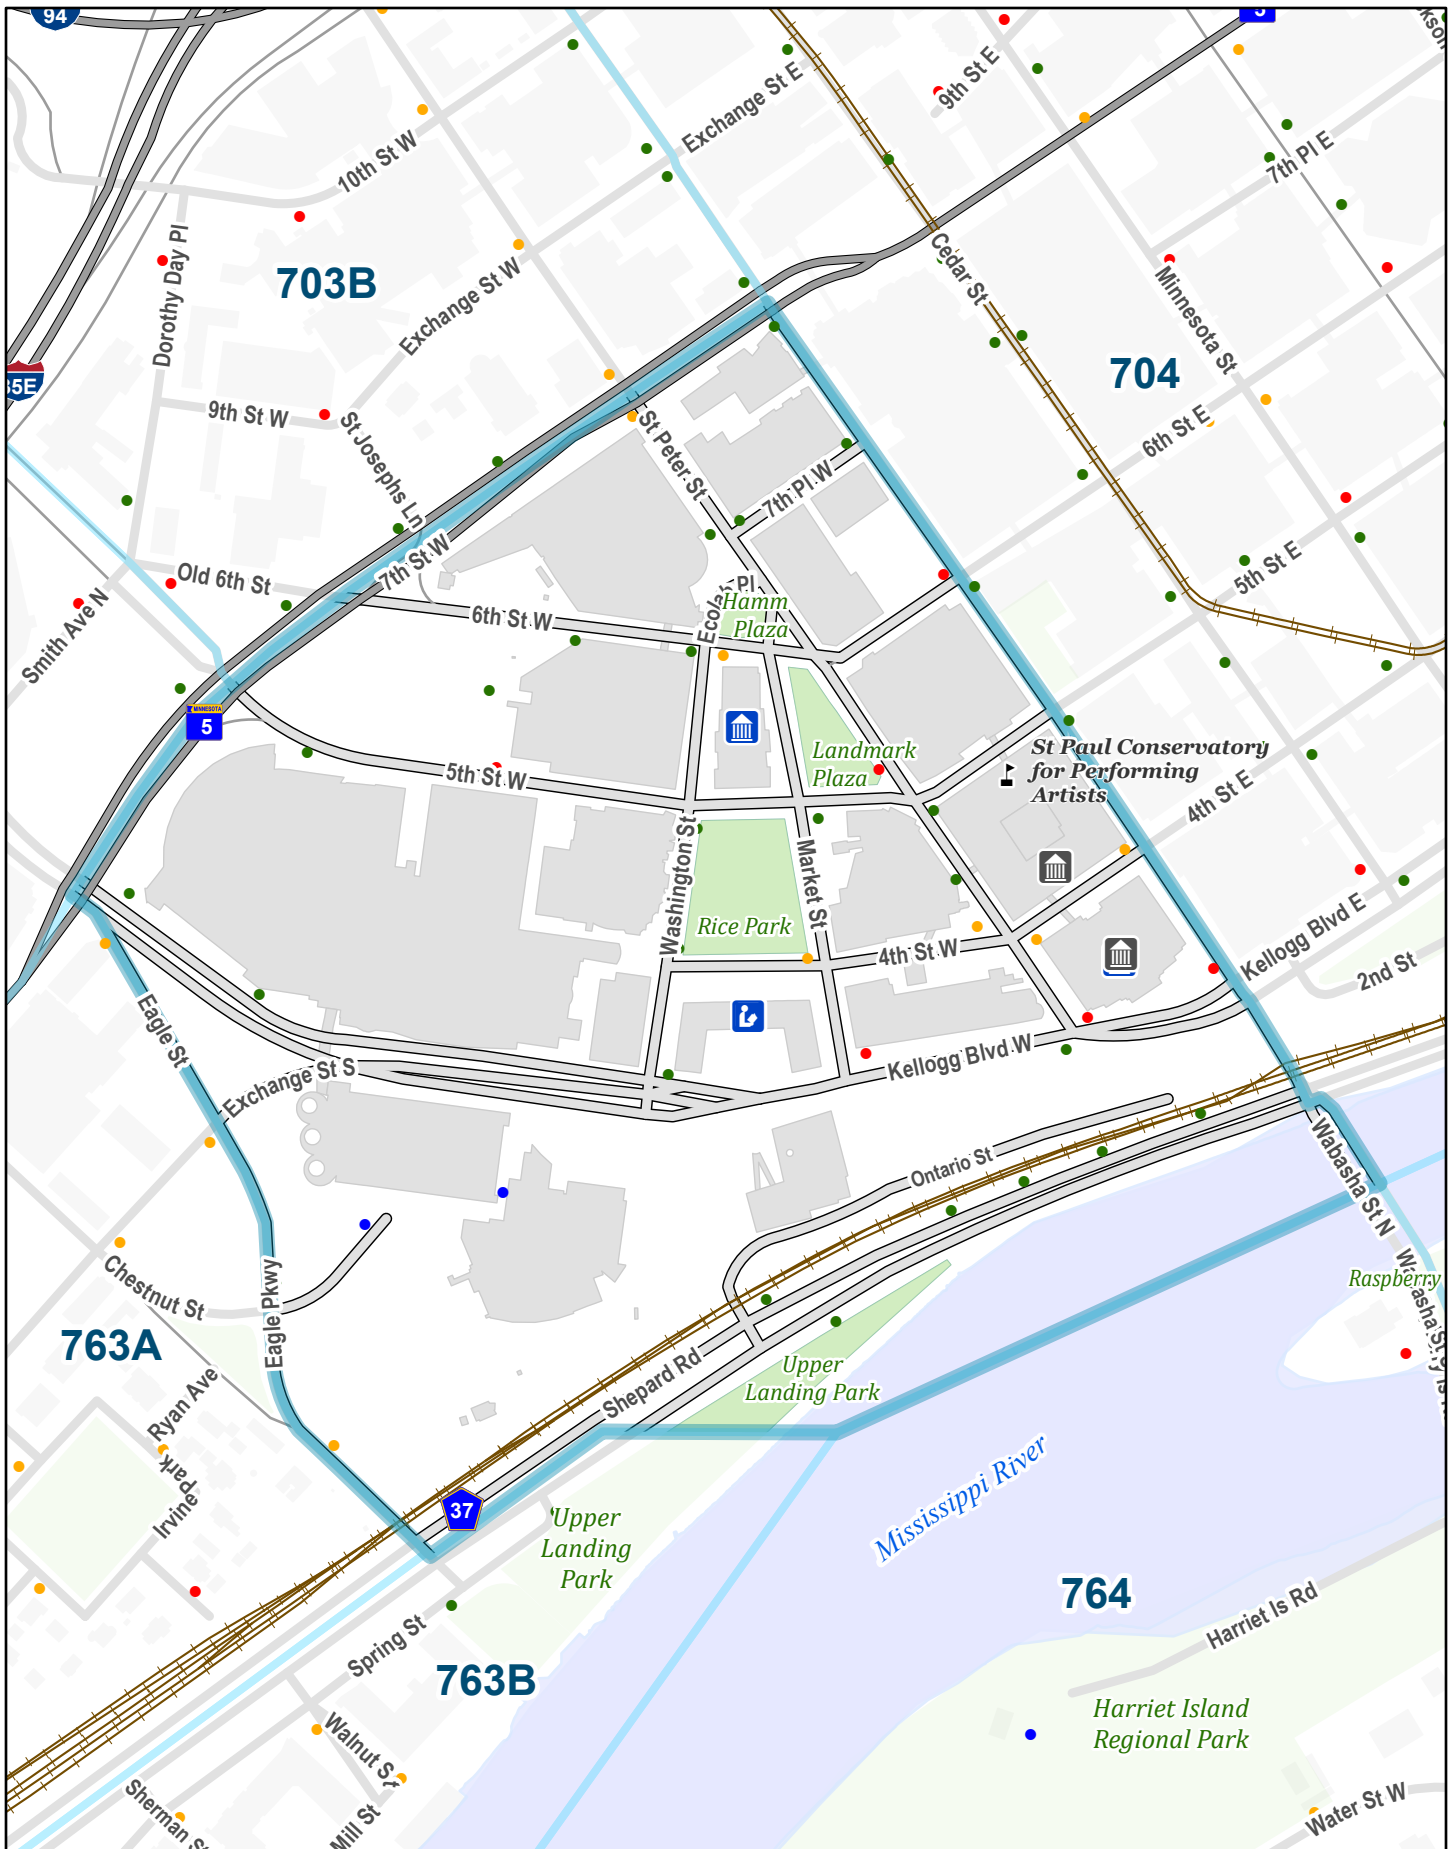 94
5
Exchange St E
9th St E
7th Pl E
10th St W
703B
Dorothy Day Pl
Exchange St W
Cedar St
Minnesota St
704
35E
9th St W
St Josephs Ln
St Peter St
6th St E
7th Pl W
7th St W
5th St E
Old 6th St
Smith Ave N
6th St W
Ecolab Pl
Hamm
Plaza
MINNESOTA
5
5th St W
Landmark
Plaza
St Paul Conservatory
for Performing
Artists
4th St E
Washington St
Market St
Rice Park
4th St W
Kellogg Blvd E
2nd St
Eagle St
Exchange St S
Kellogg Blvd W
Ontario St
Wabasha St N
Chestnut St
Eagle Pkwy
763A
Raspberry
Wabasha St S
Ryan Ave
Shepard Rd
Upper
Landing Park
Irvine
Park
37
Mississippi River
Upper
Landing
Park
764
Harriet Is Rd
Spring St
763B
Harriet Island
Regional Park
Walnut St
Sherman St
Mill St
Water St W